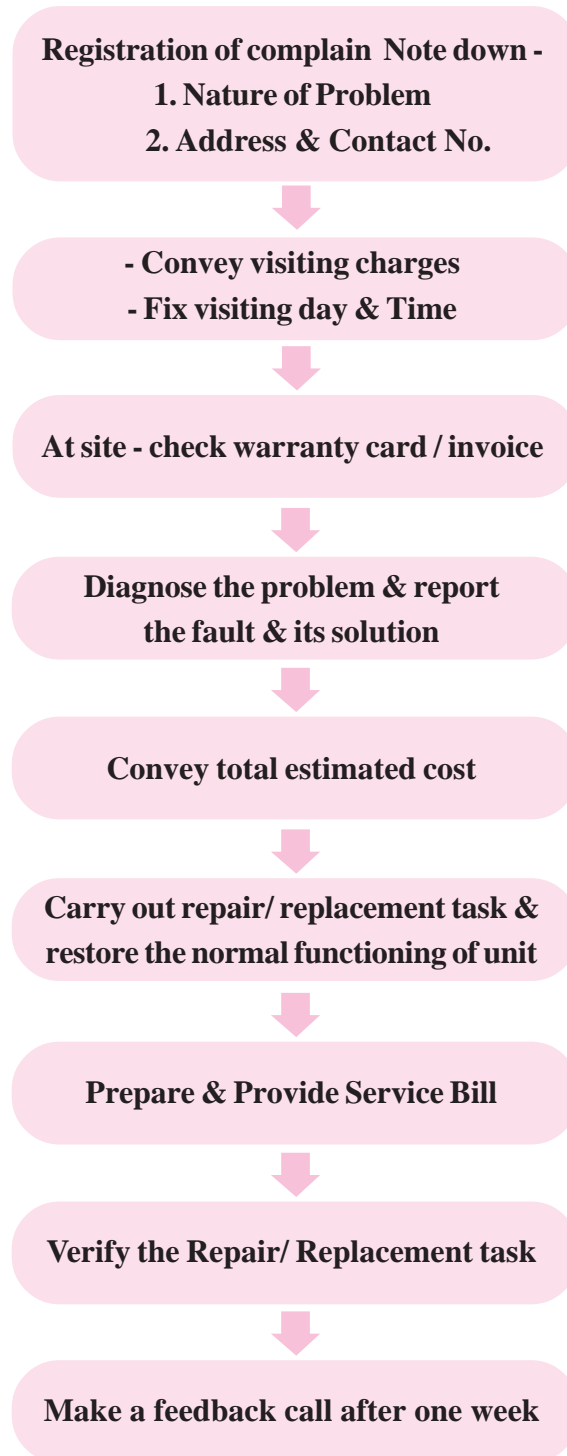 Registration of complain Note down -
1. Nature of Problem
2. Address & Contact No.
- Convey visiting charges
- Fix visiting day & Time
At site - check warranty card / invoice
Diagnose the problem & report
the fault & its solution
Convey total estimated cost
Carry out repair/ replacement task &
restore the normal functioning of unit
Prepare & Provide Service Bill
Verify the Repair/ Replacement task
Make a feedback call after one week